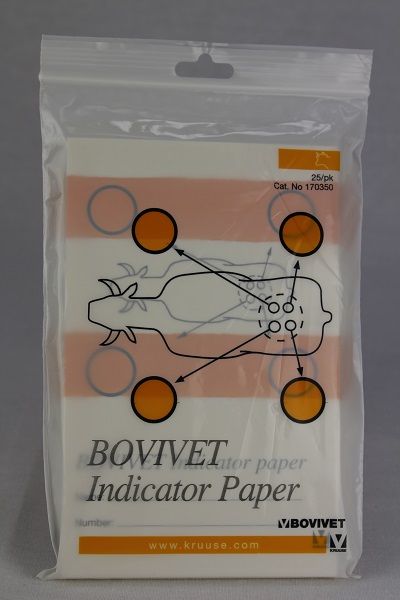 25/pk
Cat. No 170350
BOVIVET Indicator paper
BOVIVET
Indicator Paper
Number:
BOVIVET
www.kruuse.com
KRUUSE